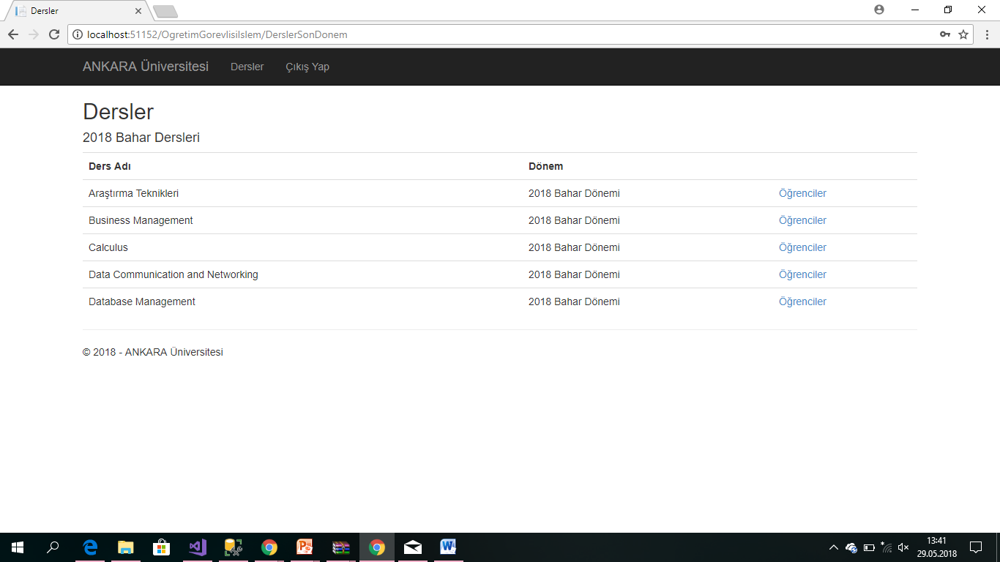 Dersler
localhost:51152/OgretimGorevlisiIslem/DerslerSonDonem
ANKARA Üniversitesi Dersler Çıkış Yap
Dersler
2018 Bahar Dersleri
Ders Adı Dönem
Araştırma Teknikleri 2018 Bahar Dönemi Öğrenciler
Business Management 2018 Bahar Dönemi Öğrenciler
Calculus 2018 Bahar Dönemi Öğrenciler
Data Communication and Networking 2018 Bahar Dönemi Öğrenciler
Database Management 2018 Bahar Dönemi Öğrenciler
© 2018 - ANKARA Üniversitesi
13:41
29.05.2018